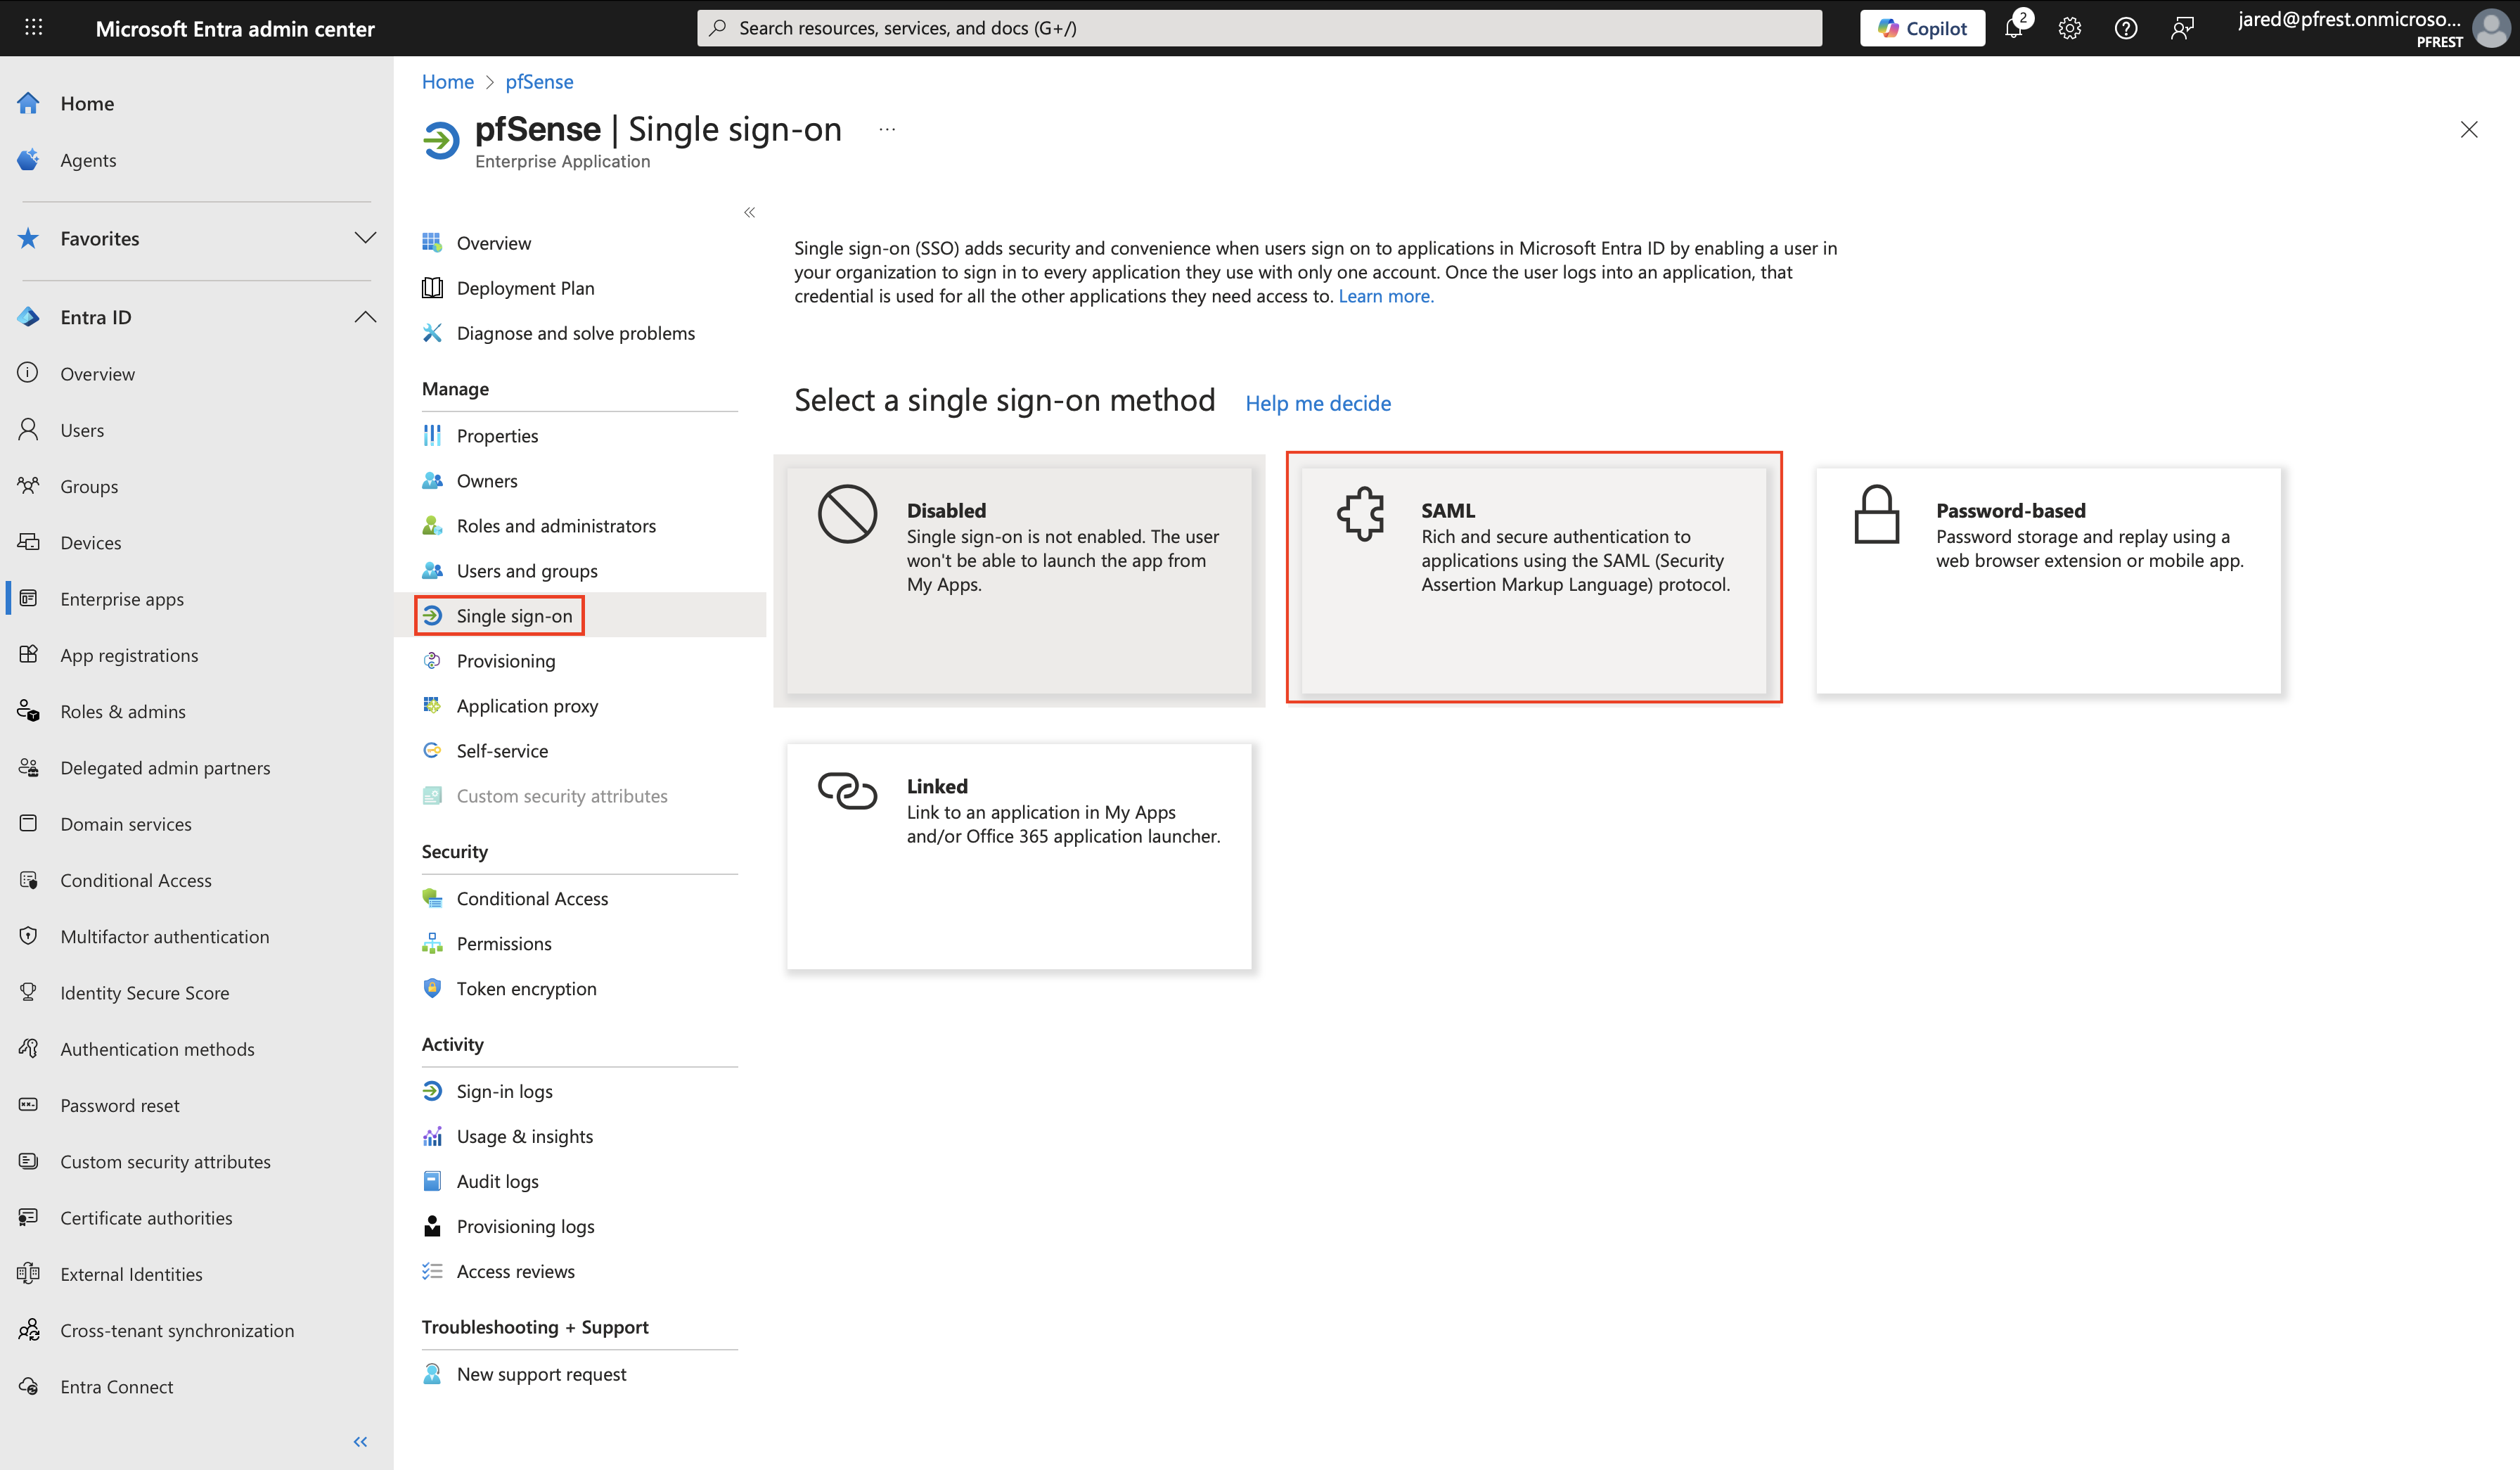 Microsoft Entra admin center
Search resources, services, and docs (G+/)
Copilot
2
jared@pfrest.onmicroso...
PFREST
Home
Agents
Favorites
Entra ID
Overview
Users
Groups
Devices
Enterprise apps
App registrations
Roles & admins
Delegated admin partners
Domain services
Conditional Access
Multifactor authentication
Identity Secure Score
Authentication methods
Password reset
Custom security attributes
Certificate authorities
External Identities
Cross-tenant synchronization
Entra Connect
Home > pfSense
pfSense | Single sign-on ...
Enterprise Application
Overview
Deployment Plan
Diagnose and solve problems
Manage
Properties
Owners
Roles and administrators
Users and groups
Single sign-on
Provisioning
Application proxy
Self-service
Custom security attributes
Security
Conditional Access
Permissions
Token encryption
Activity
Sign-in logs
Usage & insights
Audit logs
Provisioning logs
Access reviews
Troubleshooting + Support
New support request
Single sign-on (SSO) adds security and convenience when users sign on to applications in Microsoft Entra ID by enabling a user in
your organization to sign in to every application they use with only one account. Once the user logs into an application, that
credential is used for all the other applications they need access to. Learn more.
Select a single sign-on method Help me decide
Disabled
Single sign-on is not enabled. The user
won't be able to launch the app from
My Apps.
SAML
Rich and secure authentication to
applications using the SAML (Security
Assertion Markup Language) protocol.
Password-based
Password storage and replay using a
web browser extension or mobile app.
Linked
Link to an application in My Apps
and/or Office 365 application launcher.